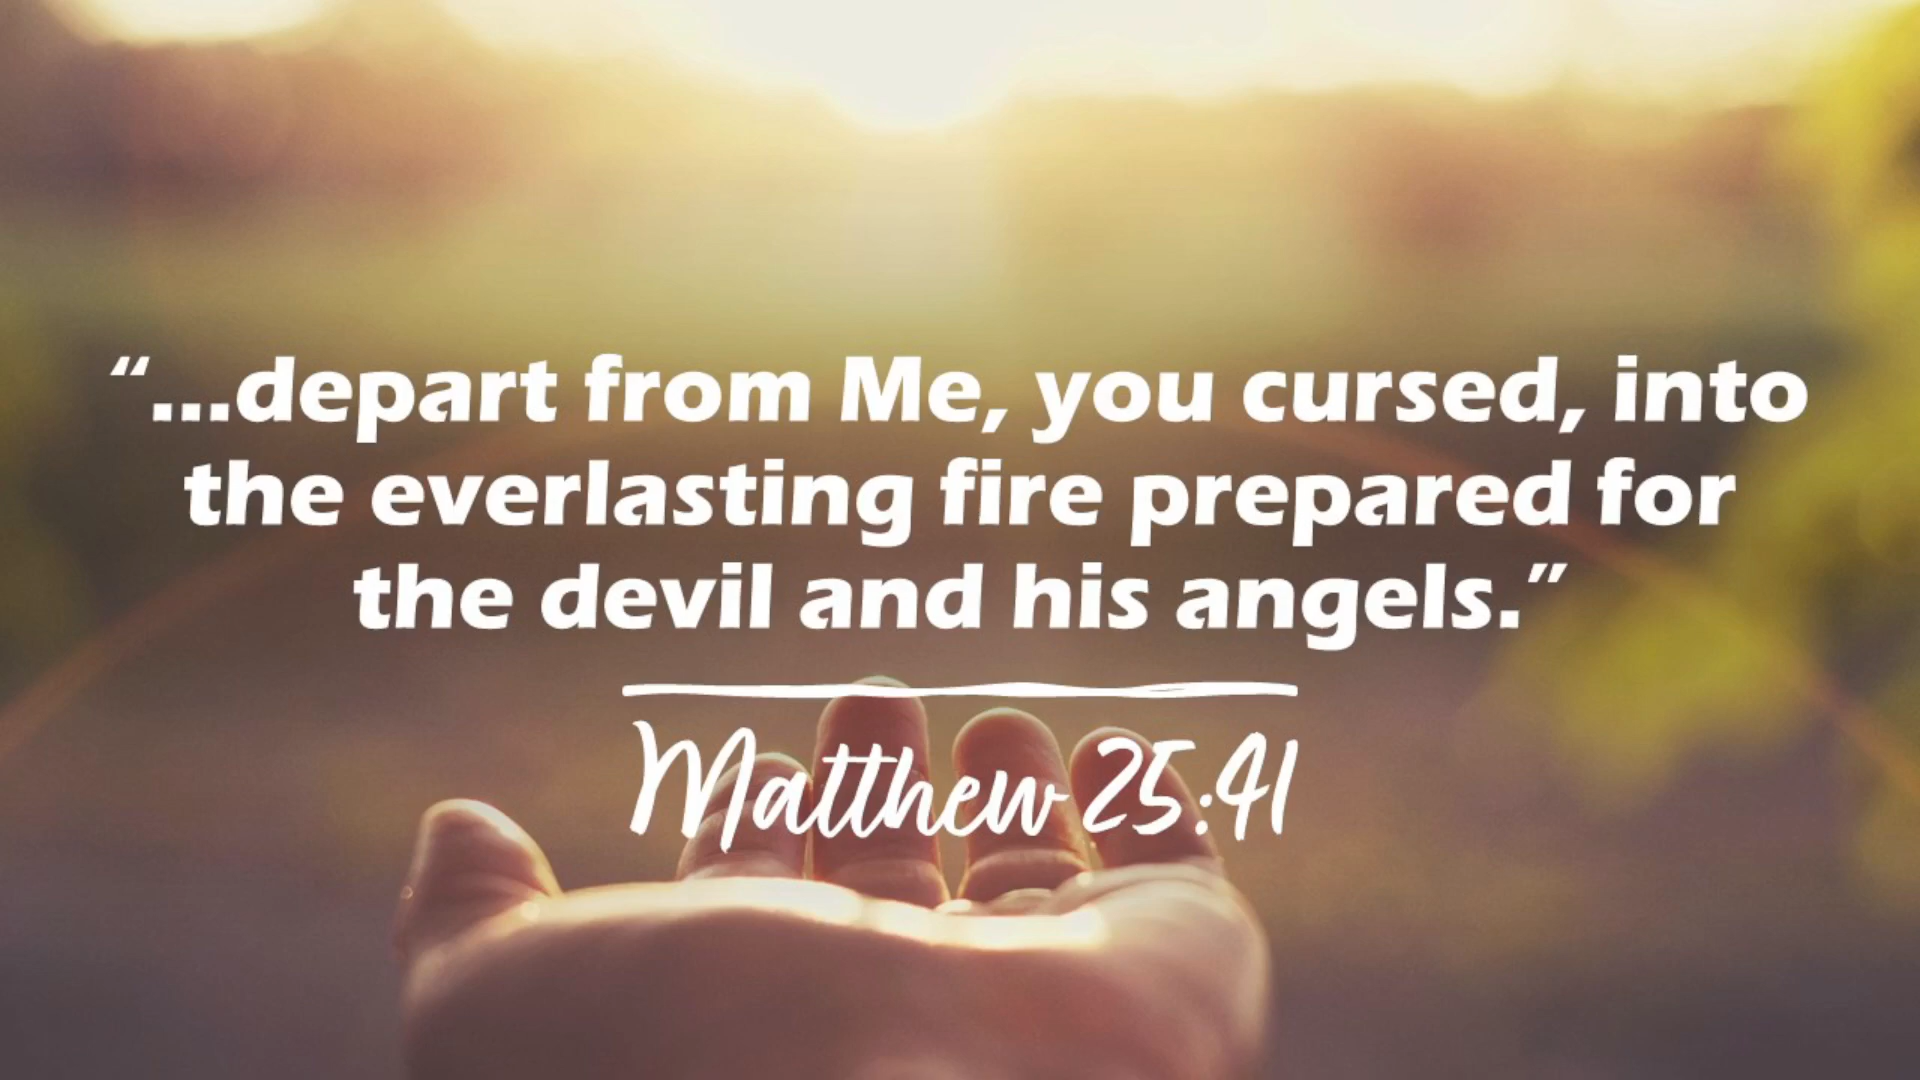 “...depart from Me, you cursed, into
the everlasting fire prepared for
the devil and his angels.”
Matthew 25:41